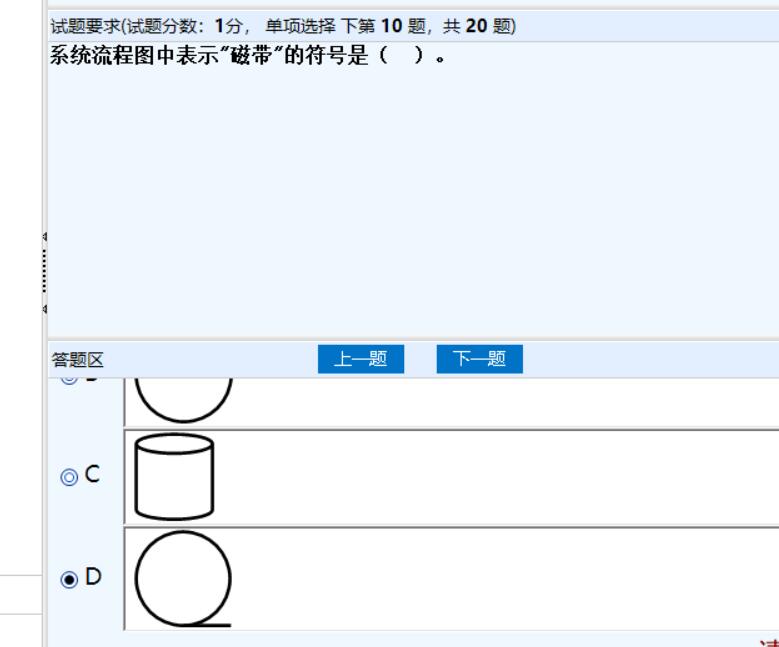 试题要求(试题分数：1分， 单项选择 下第 10 题，共 20 题)
系统流程图中表示"磁带"的符号是（ ）。
答题区
上一题 下一题
C
D